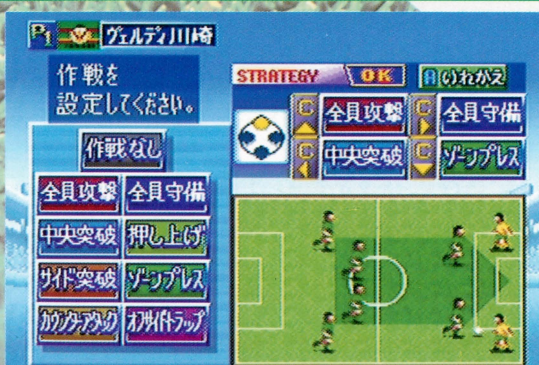 P1 ヴェルディ川崎
作戦を
設定してください。
STRATEGY OK Aいれかえ
C 全員攻撃 C 全員守備
C 中央突破 C ゾーンプレス
作戦なし
全員攻撃 全員守備
中央突破 押し上げ
サイド突破 ゾーンプレス
カウンターアタック オフサイドトラップ